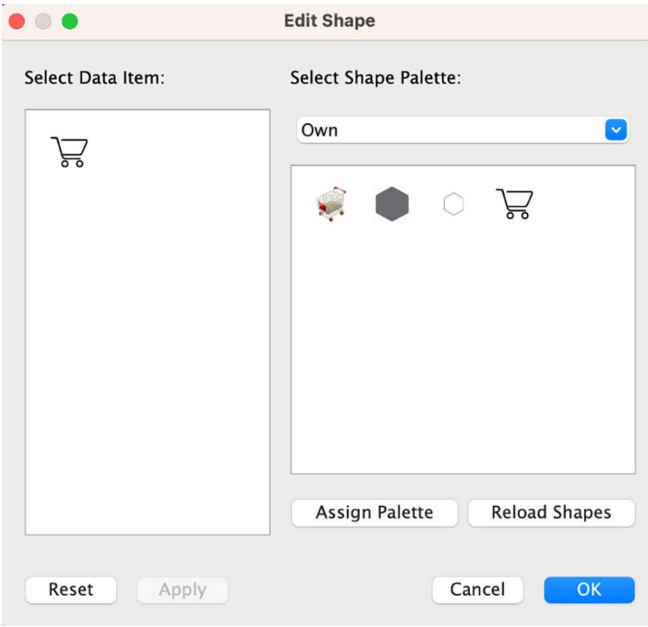 Edit Shape
Select Data Item:
Select Shape Palette:
Own
Assign Palette
Reload Shapes
Reset
Apply
Cancel
OK